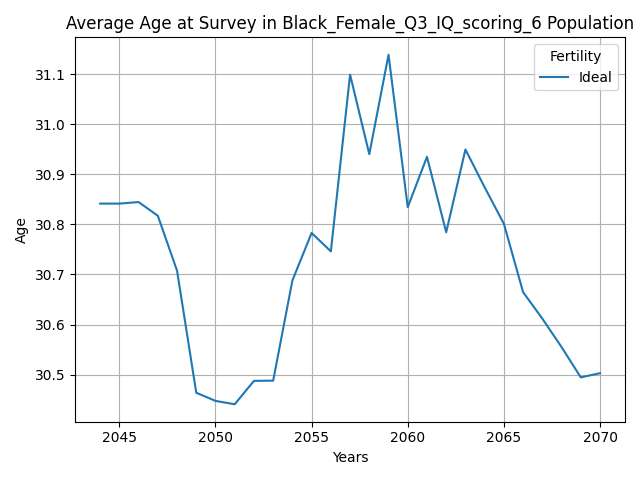 Average Age at Survey in Black_Female_Q3_IQ_scoring_6 Population
Fertility
Ideal
31.1
31.0
30.9
30.8
30.7
30.6
30.5
Age
2045 2050 2055 2060 2065 2070
Years